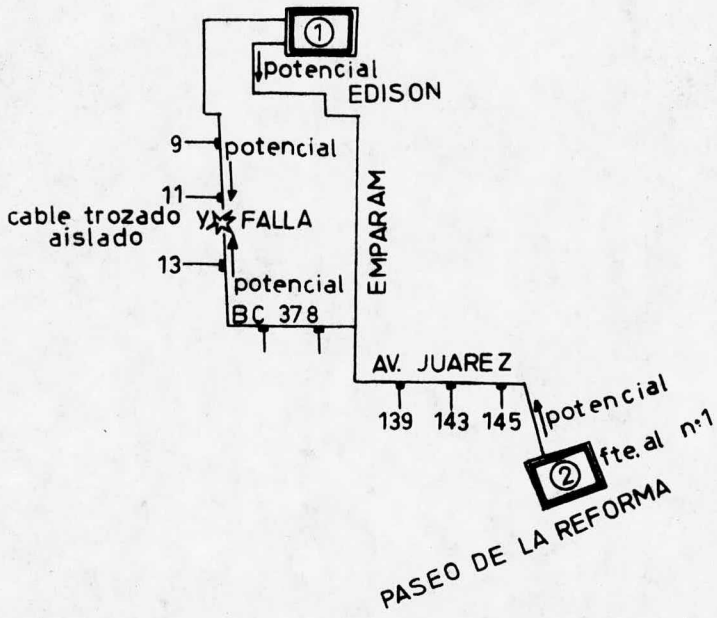 1
potencial
EDISON
9
potencial
11
cable trozado y
aislado
FALLA
13
potencial
BC 378
EMPARAM
AV. JUAREZ
139 143 145
potencial
2
fte. al nº1
PASEO DE LA REFORMA